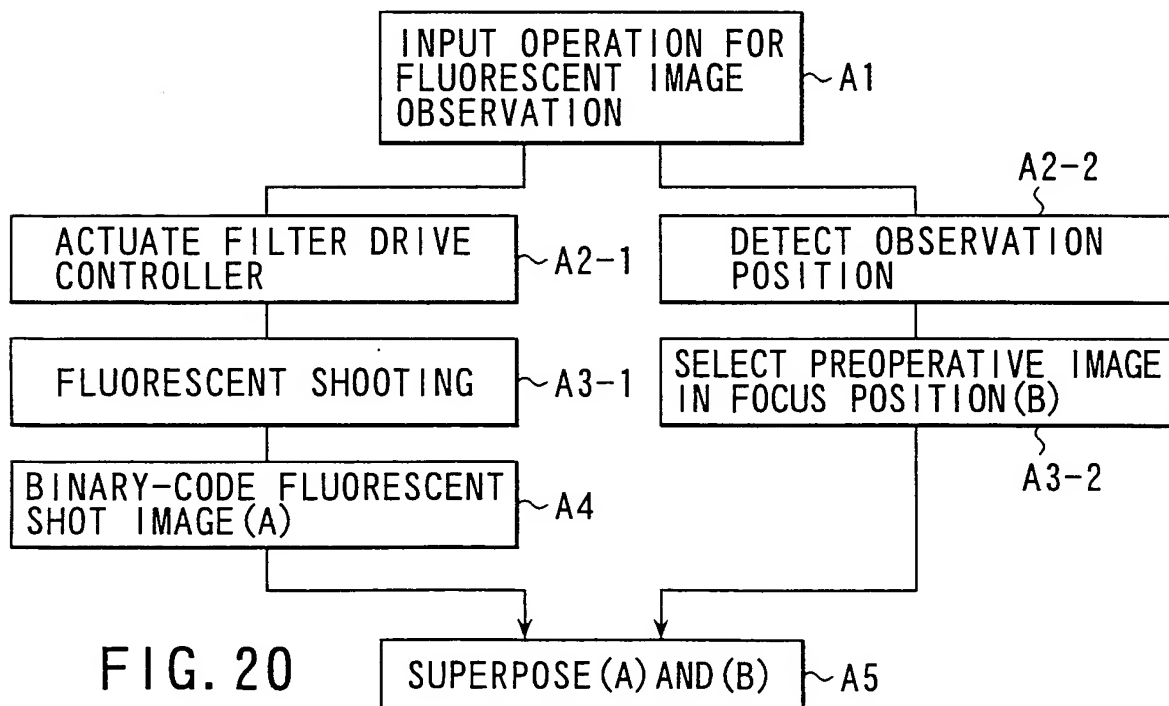 INPUT OPERATION FOR
FLUORESCENT IMAGE
OBSERVATION
A1
A2-2
ACTUATE FILTER DRIVE
CONTROLLER
A2-1
DETECT OBSERVATION
POSITION
FLUORESCENT SHOOTING
A3-1
SELECT PREOPERATIVE IMAGE
IN FOCUS POSITION(B)
A3-2
BINARY-CODE FLUORESCENT
SHOT IMAGE(A)
A4
FIG. 20
SUPERPOSE(A)AND(B)
A5